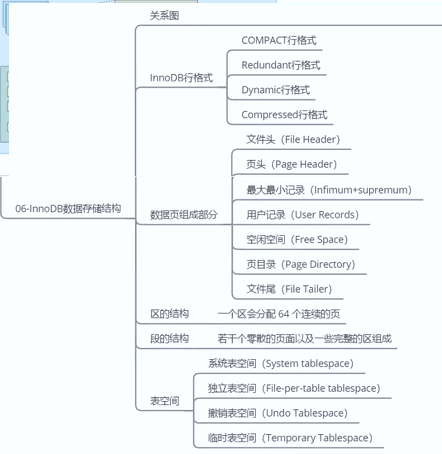 关系图
InnoDB行格式
COMPACT行格式
Redundant行格式
Dynamic行格式
Compressed行格式
06-InnoDB数据存储结构
数据页组成部分
文件头（File Header）
页头（Page Header）
最大最小记录（Infimum+supremum）
用户记录（User Records）
空闲空间（Free Space）
页目录（Page Directory）
文件尾（File Tailer）
区的结构
一个区会分配 64 个连续的页
段的结构
若干个零散的页面以及一些完整的区组成
表空间
系统表空间（System tablespace）
独立表空间（File-per-table tablespace）
撤销表空间（Undo Tablespace）
临时表空间（Temporary Tablespace）